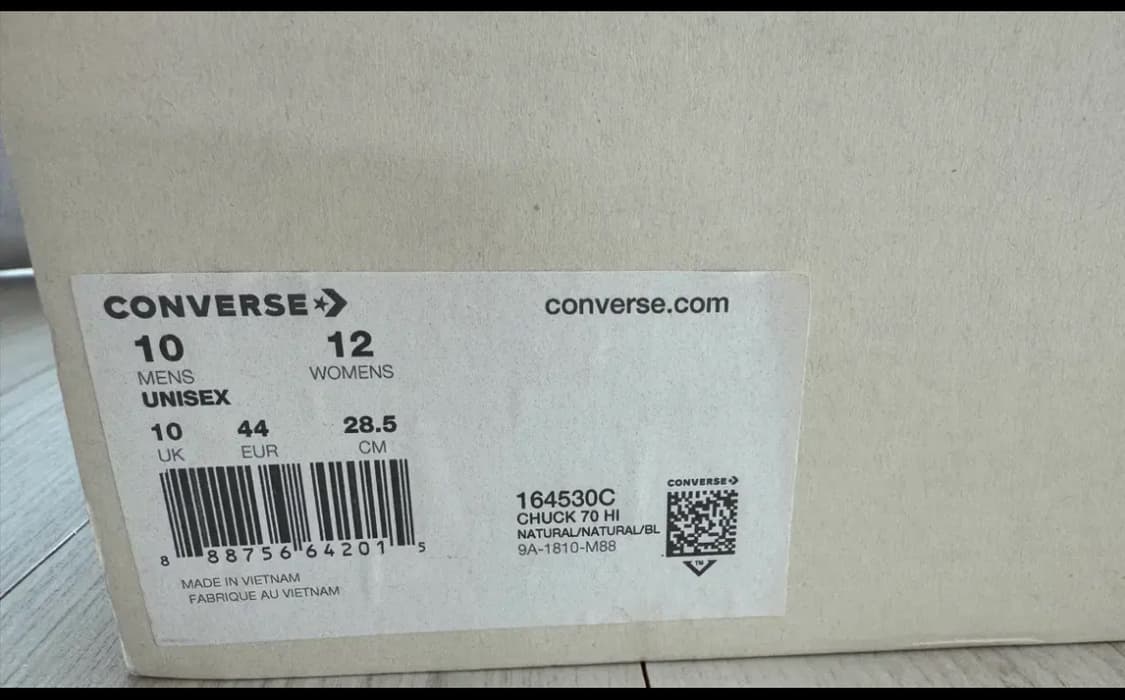 CONVERSE
converse.com
10 12
MENS WOMENS
UNISEX
10 44 28.5
UK EUR CM
8 88756 64201 5
MADE IN VIETNAM
FABRIQUE AU VIETNAM
164530C
CHUCK 70 HI
NATURAL/NATURAL/BL
9A-1810-M88
CONVERSE
TM